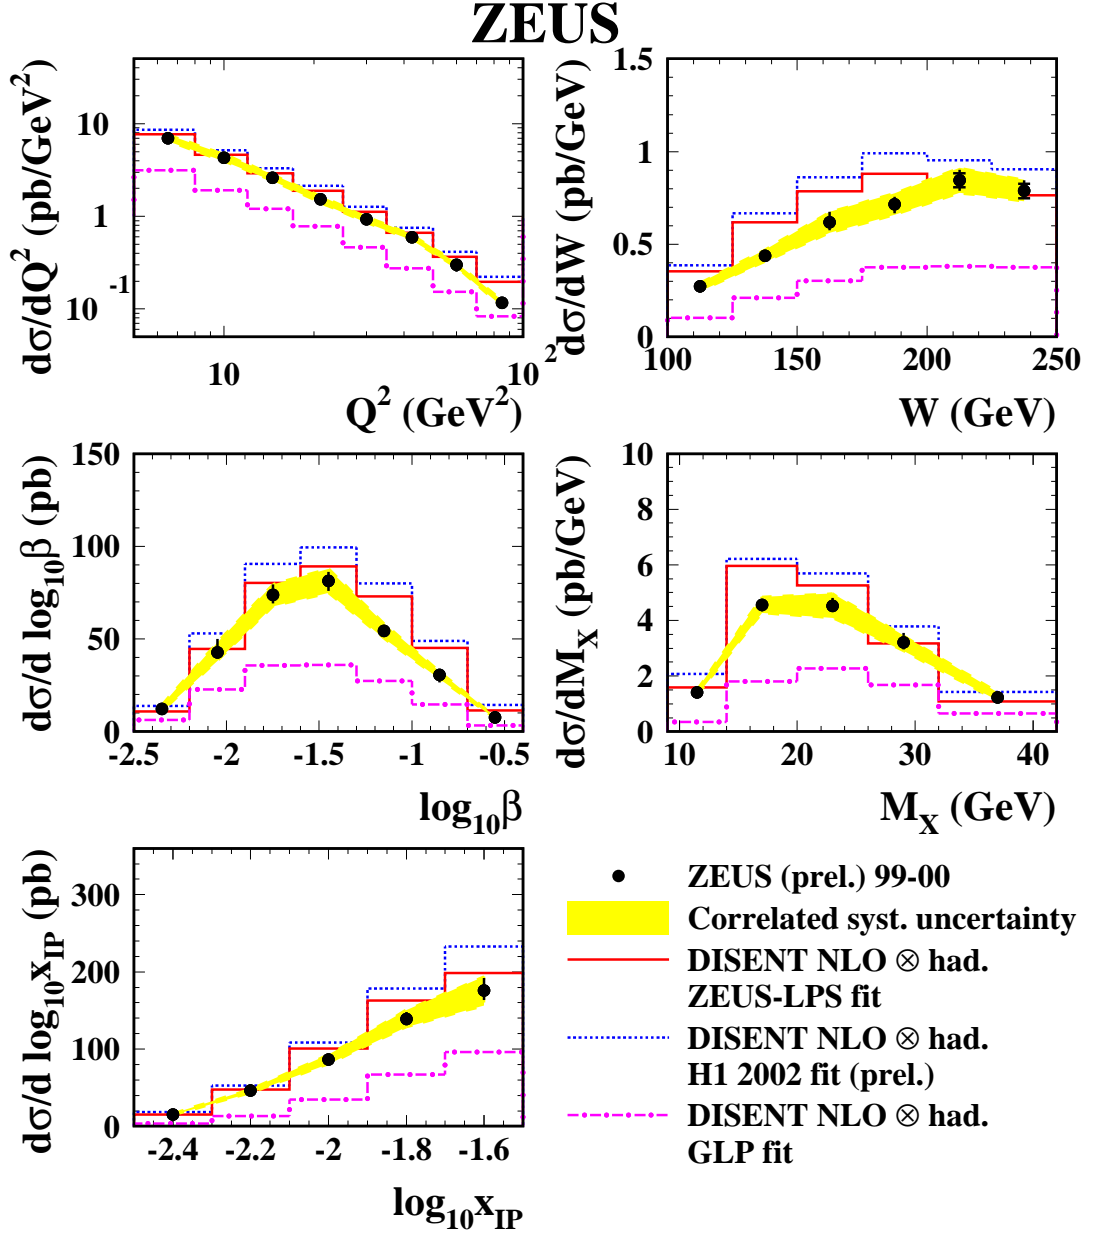 ZEUS
dσ/dQ² (pb/GeV²)
10
1
10⁻¹
10
10²
Q² (GeV²)
dσ/dW (pb/GeV)
1.5
1
0.5
0
100 150 200 250
W (GeV)
dσ/d log₁₀β (pb)
150
100
50
0
-2.5 -2 -1.5 -1 -0.5
log₁₀β
dσ/dM_X (pb/GeV)
10
8
6
4
2
0
10 20 30 40
M_X (GeV)
dσ/d log₁₀x_IP (pb)
300
200
100
0
-2.4 -2.2 -2 -1.8 -1.6
log₁₀x_IP
ZEUS (prel.) 99-00
Correlated syst. uncertainty
DISENT NLO ⊗ had.
ZEUS-LPS fit
DISENT NLO ⊗ had.
H1 2002 fit (prel.)
DISENT NLO ⊗ had.
GLP fit